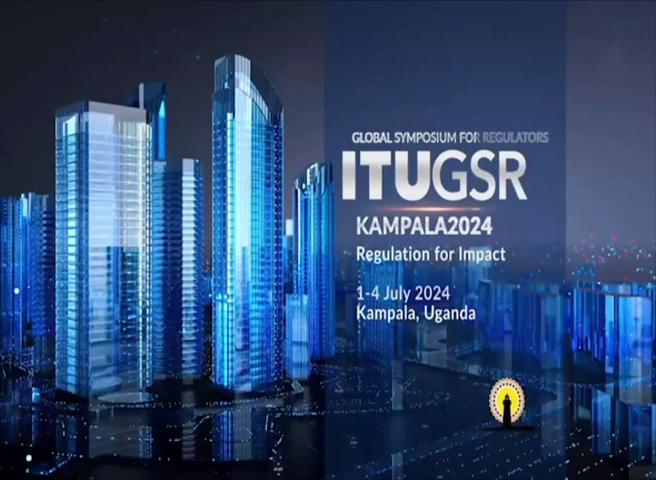 GLOBAL SYMPOSIUM FOR REGULATORS
ITUGSR
KAMPALA2024
Regulation for Impact
1-4 July 2024
Kampala, Uganda